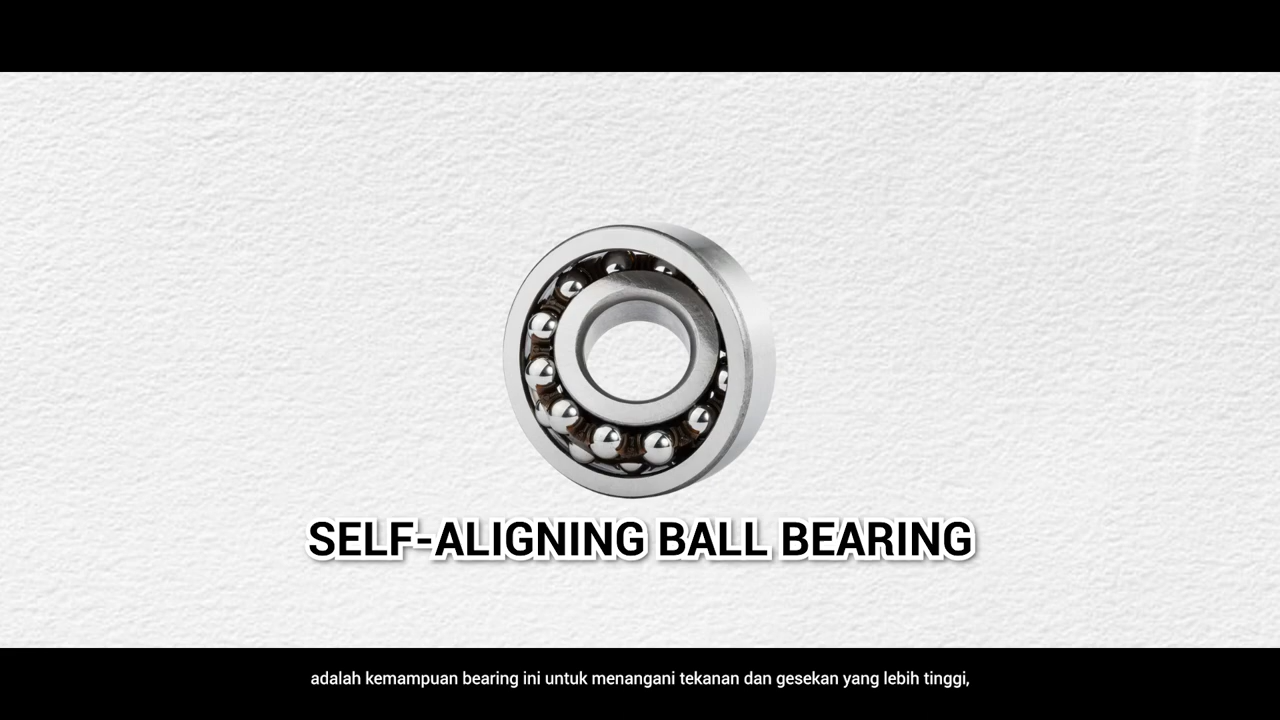 SELF-ALIGNING BALL BEARING
adalah kemampuan bearing ini untuk menangani tekanan dan gesekan yang lebih tinggi,